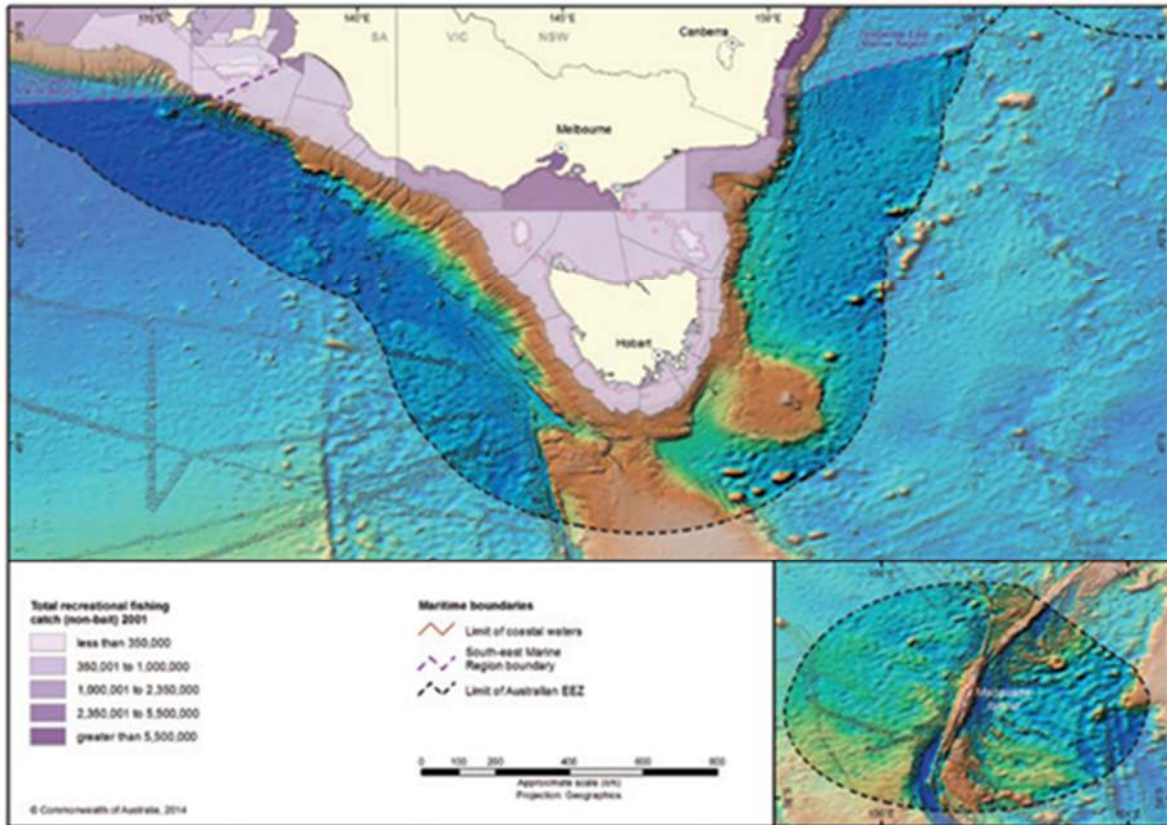 140°E
145°E
150°E
SA
VIC
NSW
Canberra
Marine Region
Melbourne
Hobart
Total recreational fishing
catch (non-bait) 2001
less than 350,000
350,001 to 1,000,000
1,000,001 to 2,350,000
2,350,001 to 5,500,000
greater than 5,500,000
Maritime boundaries
Limit of coastal waters
South-east Marine
Region boundary
Limit of Australian EEZ
0 100 200 400 600 800
Approximate scale (km)
Projection: Geographics
© Commonwealth of Australia, 2014